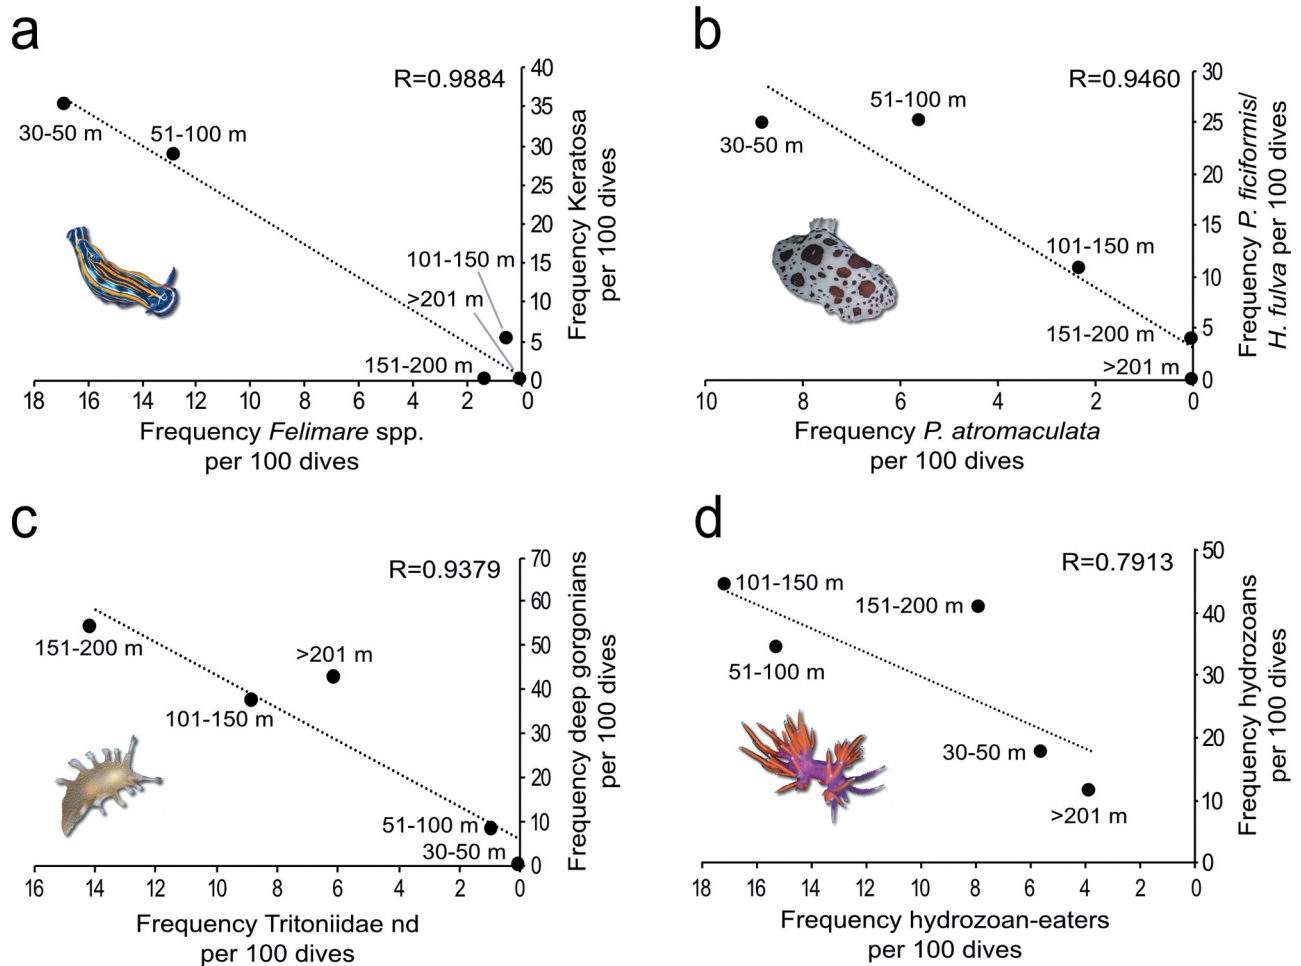 a
R=0.9884
40
35
30
25
20
15
10
5
0
30-50 m
51-100 m
101-150 m
>201 m
151-200 m
18 16 14 12 10 8 6 4 2 0
Frequency Felimare spp.
per 100 dives
Frequency Keratosa
per 100 dives
b
R=0.9460
30
25
20
15
10
5
0
51-100 m
30-50 m
101-150 m
151-200 m
>201 m
10 8 6 4 2 0
Frequency P. atromaculata
per 100 dives
Frequency P. ficiformis/
H. fulva per 100 dives
c
R=0.9379
70
60
50
40
30
20
10
0
151-200 m
>201 m
101-150 m
51-100 m
30-50 m
16 14 12 10 8 6 4 2 0
Frequency Tritoniidae nd
per 100 dives
Frequency deep gorgonians
per 100 dives
d
R=0.7913
50
40
30
20
10
0
101-150 m
151-200 m
51-100 m
30-50 m
>201 m
18 16 14 12 10 8 6 4 2 0
Frequency hydrozoan-eaters
per 100 dives
Frequency hydrozoans
per 100 dives